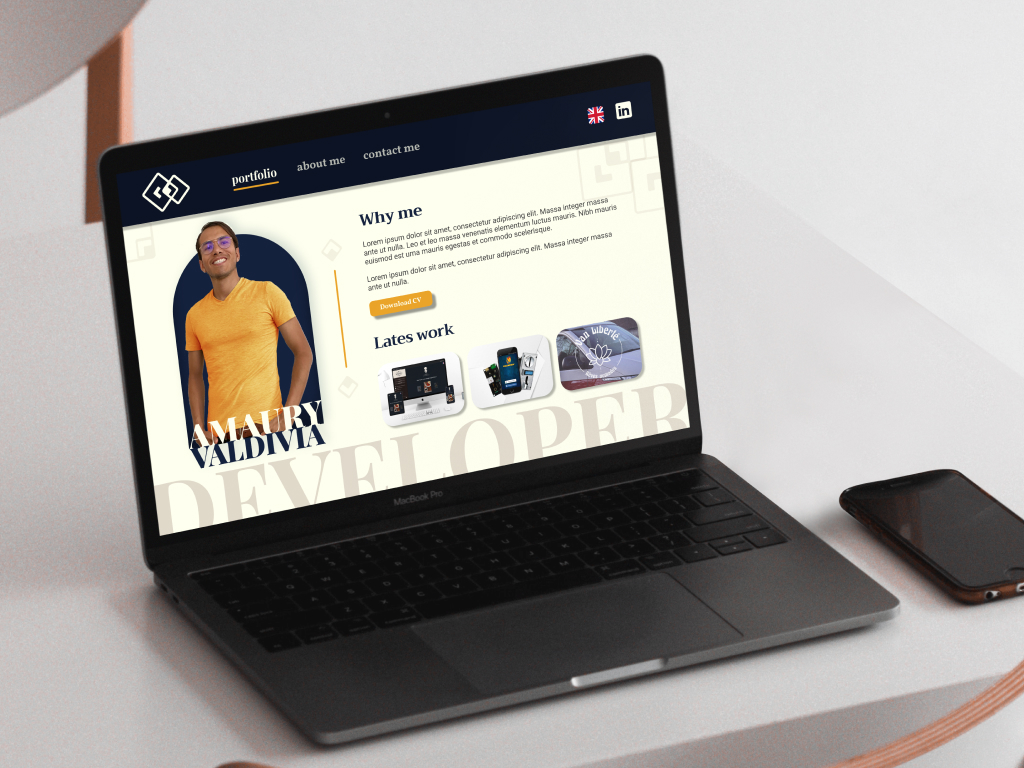 portfolio
about me
contact me
in
Why me
Lorem ipsum dolor sit amet, consectetur adipiscing elit. Massa integer massa
ante ut nulla. Leo et leo massa venenatis elementum luctus mauris. Nibh mauris
euismod est urna mauris egestas et commodo scelerisque.
Lorem ipsum dolor sit amet, consectetur adipiscing elit. Massa integer massa
ante ut nulla.
Download CV
Lates work
San Liberlé
AMAURY
VALDIVIA
DEVELOPER
MacBook Pro